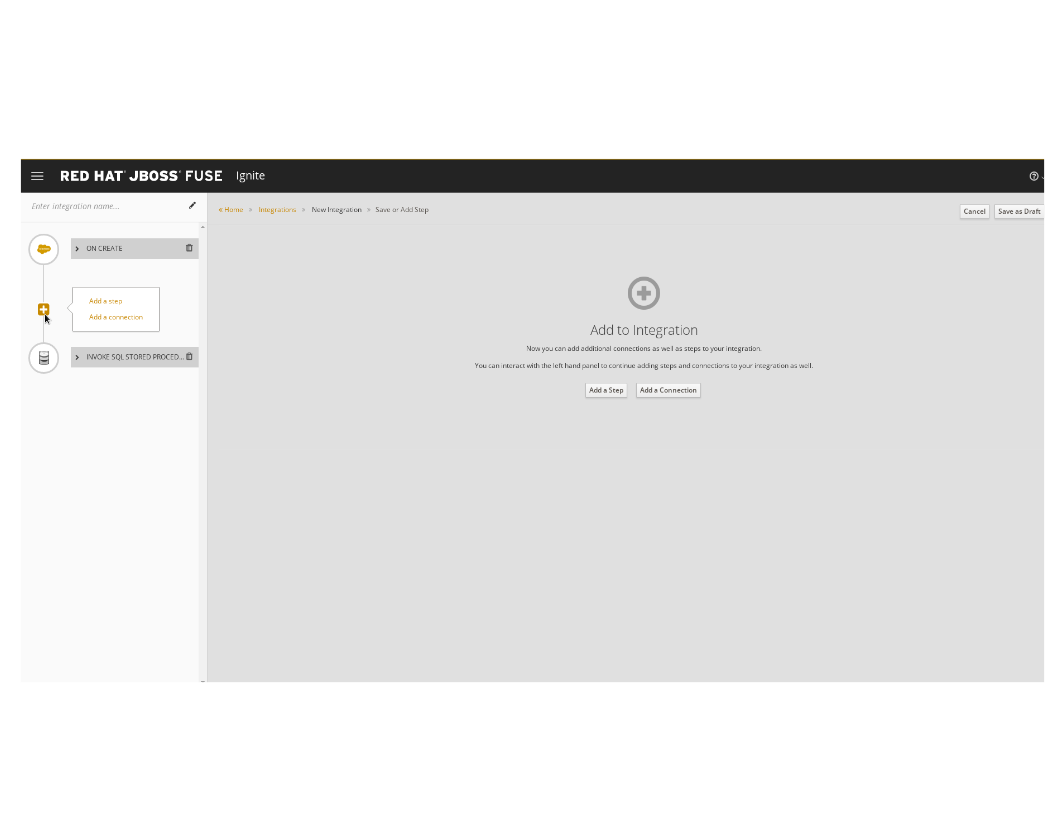 RED HAT® JBOSS® FUSE Ignite
Enter integration name...
« Home » Integrations » New Integration > Save or Add Step
Cancel
Save as Draft
ON CREATE
Add a step
Add a connection
INVOKE SQL STORED PROCED...
Add to Integration
Now you can add additional connections as well as steps to your integration.
You can interact with the left hand panel to continue adding steps and connections to your integration as well.
Add a Step
Add a Connection